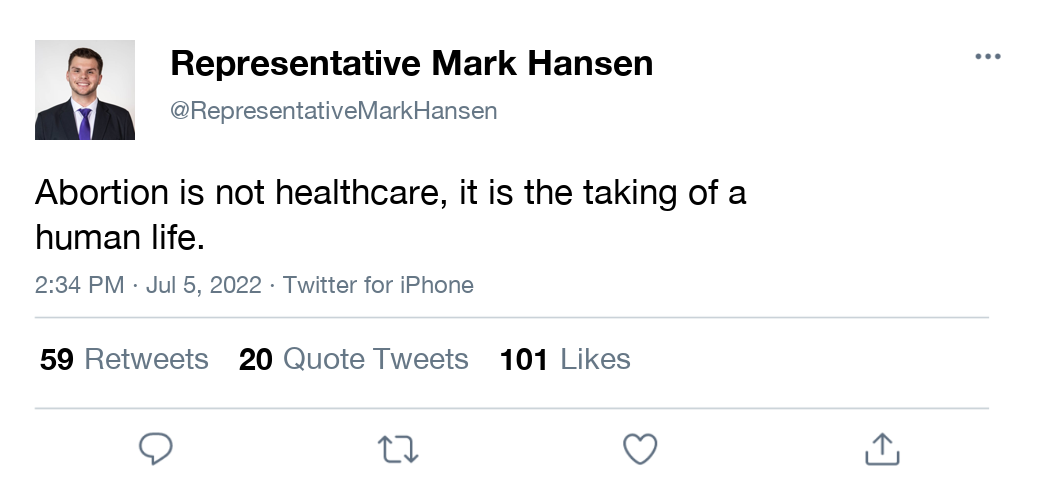 Representative Mark Hansen
@RepresentativeMarkHansen
Abortion is not healthcare, it is the taking of a
human life.
2:34 PM · Jul 5, 2022 · Twitter for iPhone
59 Retweets 20 Quote Tweets 101 Likes